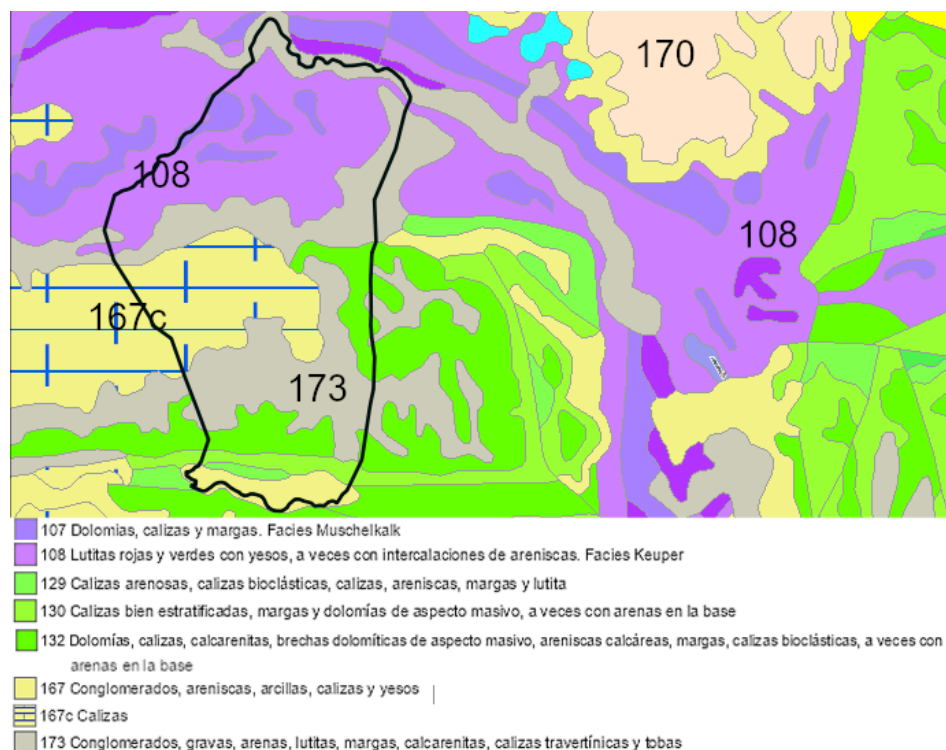 170
108
108
167c
173
107 Dolomias, calizas y margas. Facies Muschelkalk
108 Lutitas rojas y verdes con yesos, a veces con intercalaciones de areniscas. Facies Keuper
129 Calizas arenosas, calizas bioclásticas, calizas, areniscas, margas y lutita
130 Calizas bien estratificadas, margas y dolomías de aspecto masivo, a veces con arenas en la base
132 Dolomías, calizas, calcarenitas, brechas dolomíticas de aspecto masivo, areniscas calcáreas, margas, calizas bioclásticas, a veces con
arenas en la base
167 Conglomerados, areniscas, arcillas, calizas y yesos
167c Calizas
173 Conglomerados, gravas, arenas, lutitas, margas, calcarenitas, calizas travertínicas y tobas